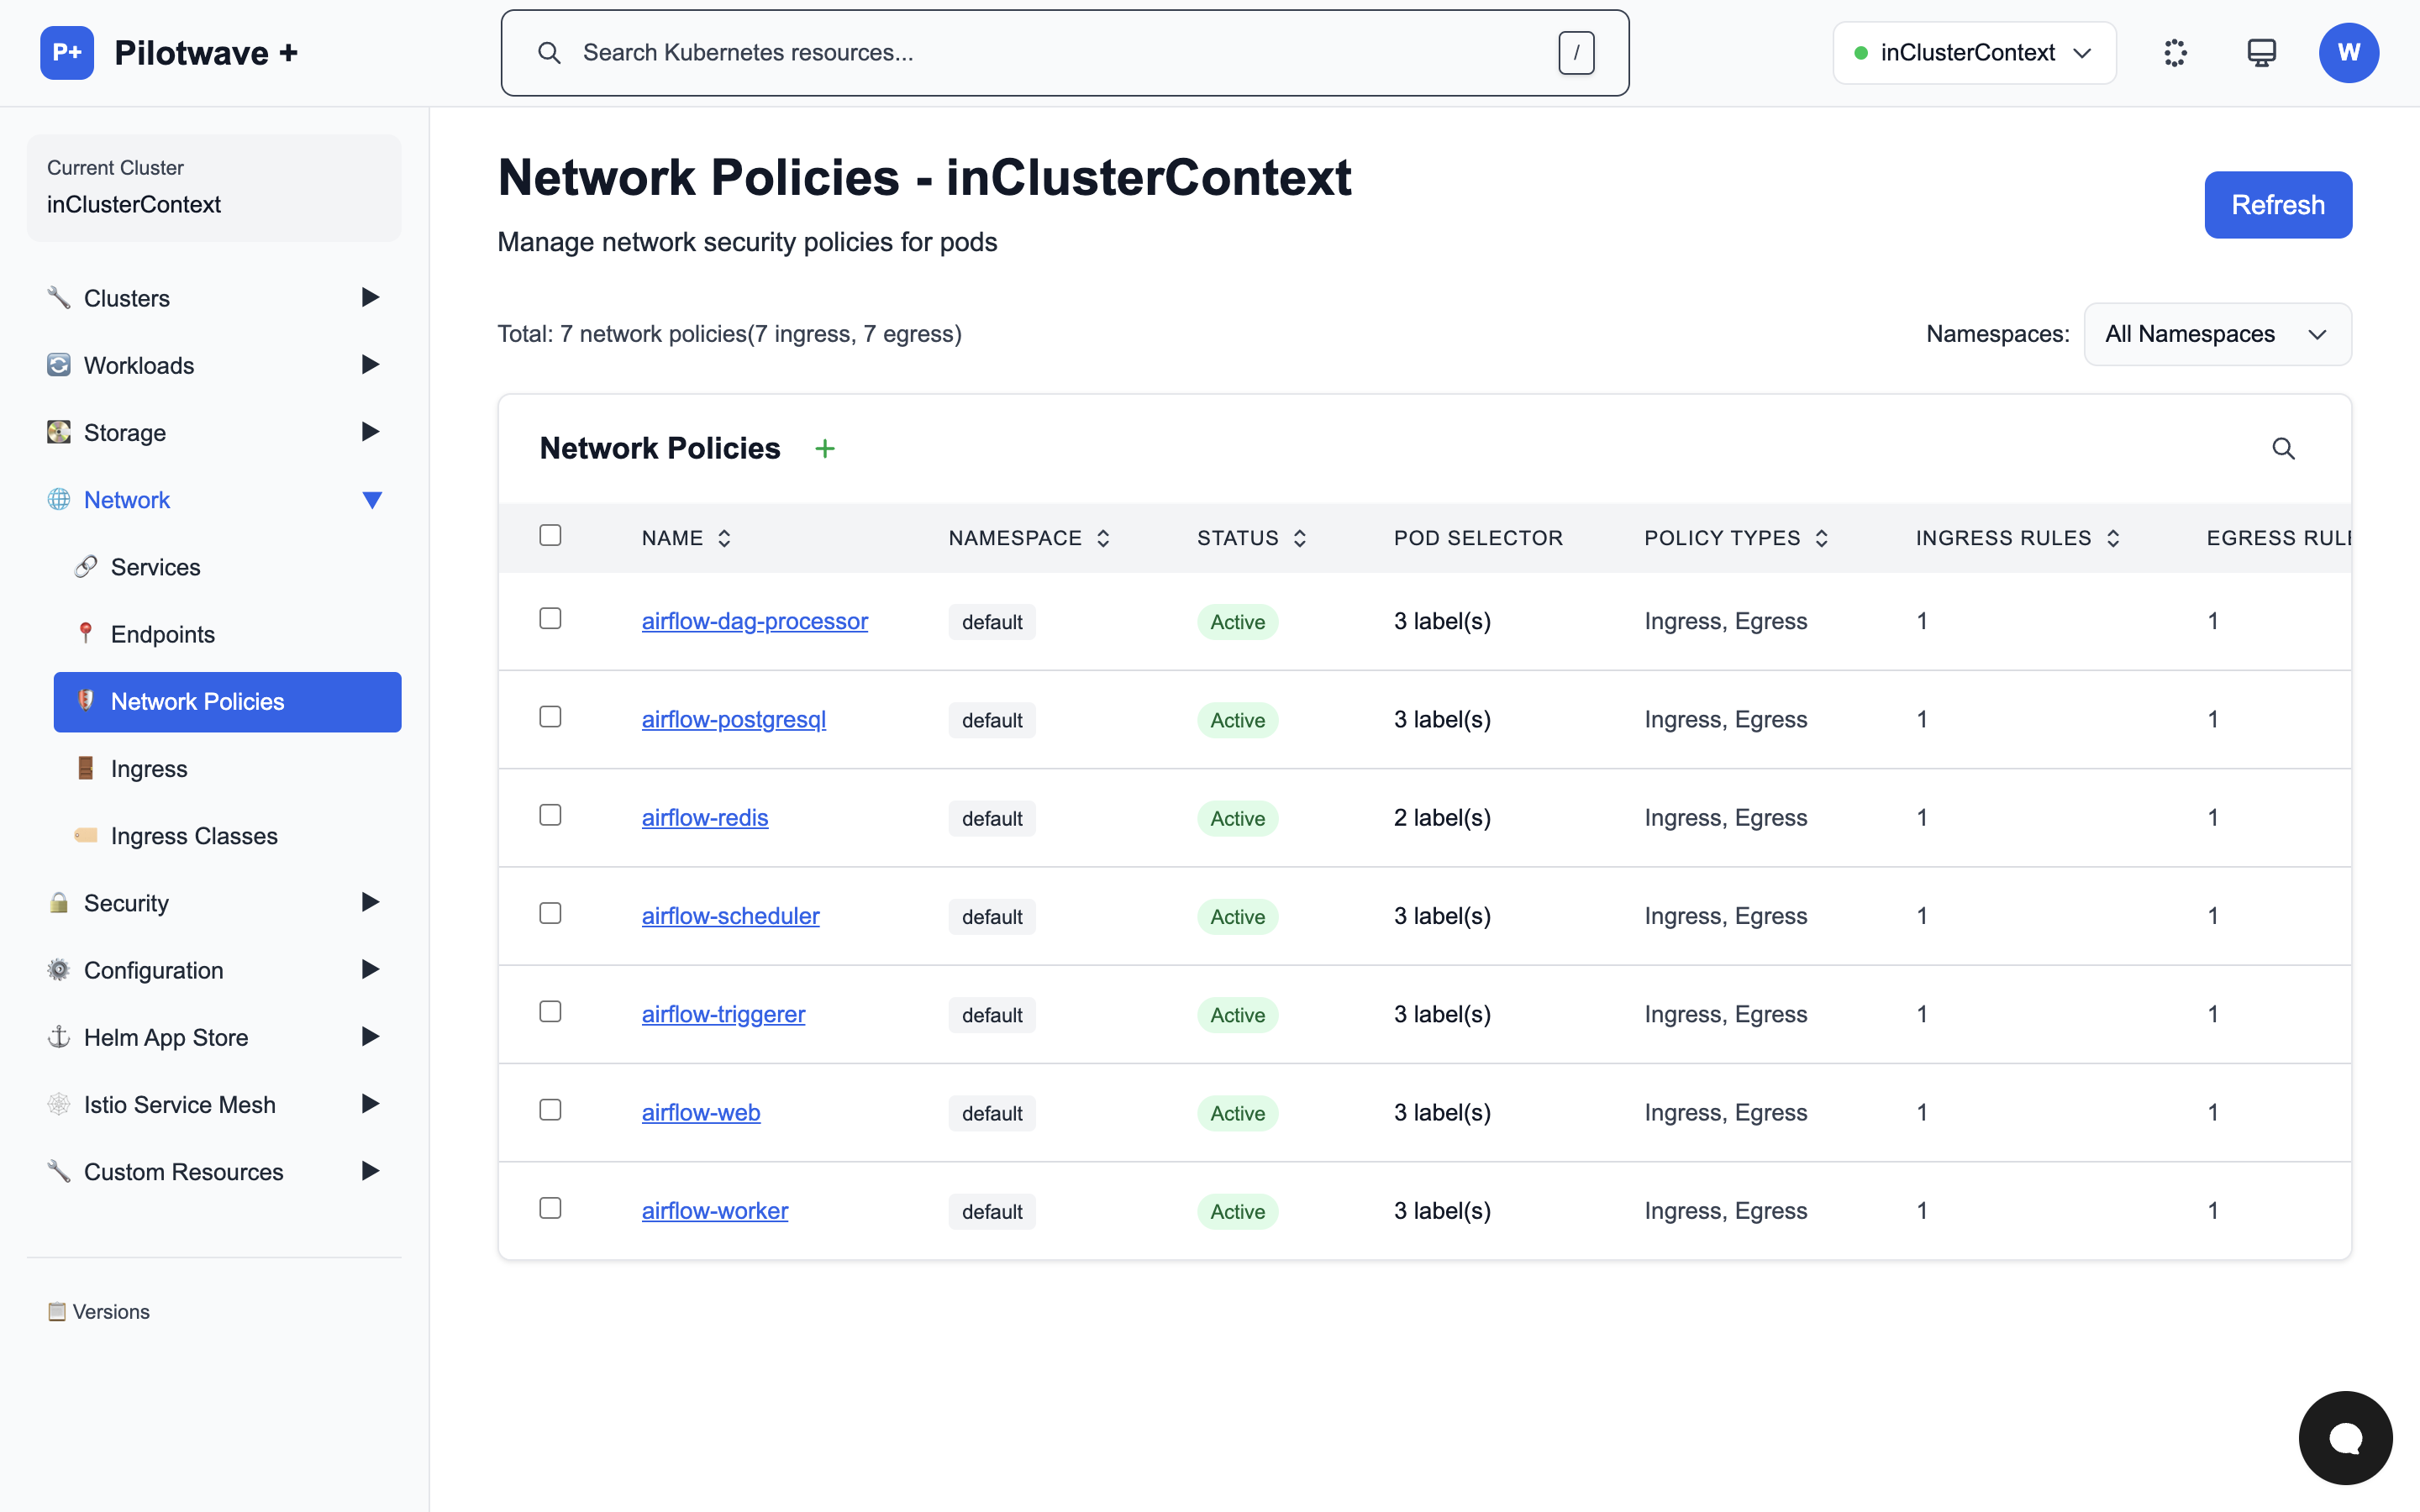 P+ Pilotwave +
Search Kubernetes resources... /
inClusterContext
W
Current Cluster
inClusterContext
Clusters
Workloads
Storage
Network
Services
Endpoints
Network Policies
Ingress
Ingress Classes
Security
Configuration
Helm App Store
Istio Service Mesh
Custom Resources
Versions
Network Policies - inClusterContext
Manage network security policies for pods
Refresh
Total: 7 network policies(7 ingress, 7 egress)
Namespaces: All Namespaces
Network Policies +
NAME NAMESPACE STATUS POD SELECTOR POLICY TYPES INGRESS RULES EGRESS RULE
airflow-dag-processor default Active 3 label(s) Ingress, Egress 1 1
airflow-postgresql default Active 3 label(s) Ingress, Egress 1 1
airflow-redis default Active 2 label(s) Ingress, Egress 1 1
airflow-scheduler default Active 3 label(s) Ingress, Egress 1 1
airflow-triggerer default Active 3 label(s) Ingress, Egress 1 1
airflow-web default Active 3 label(s) Ingress, Egress 1 1
airflow-worker default Active 3 label(s) Ingress, Egress 1 1